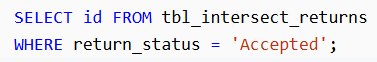 SELECT id FROM tbl_intersect_returns
WHERE return_status = 'Accepted';